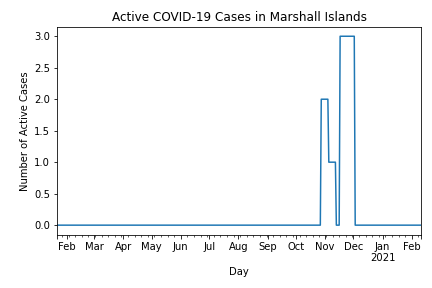 Active COVID-19 Cases in Marshall Islands
Number of Active Cases
3.0
2.5
2.0
1.5
1.0
0.5
0.0
Feb Mar Apr May Jun Jul Aug Sep Oct Nov Dec Jan Feb
2021
Day